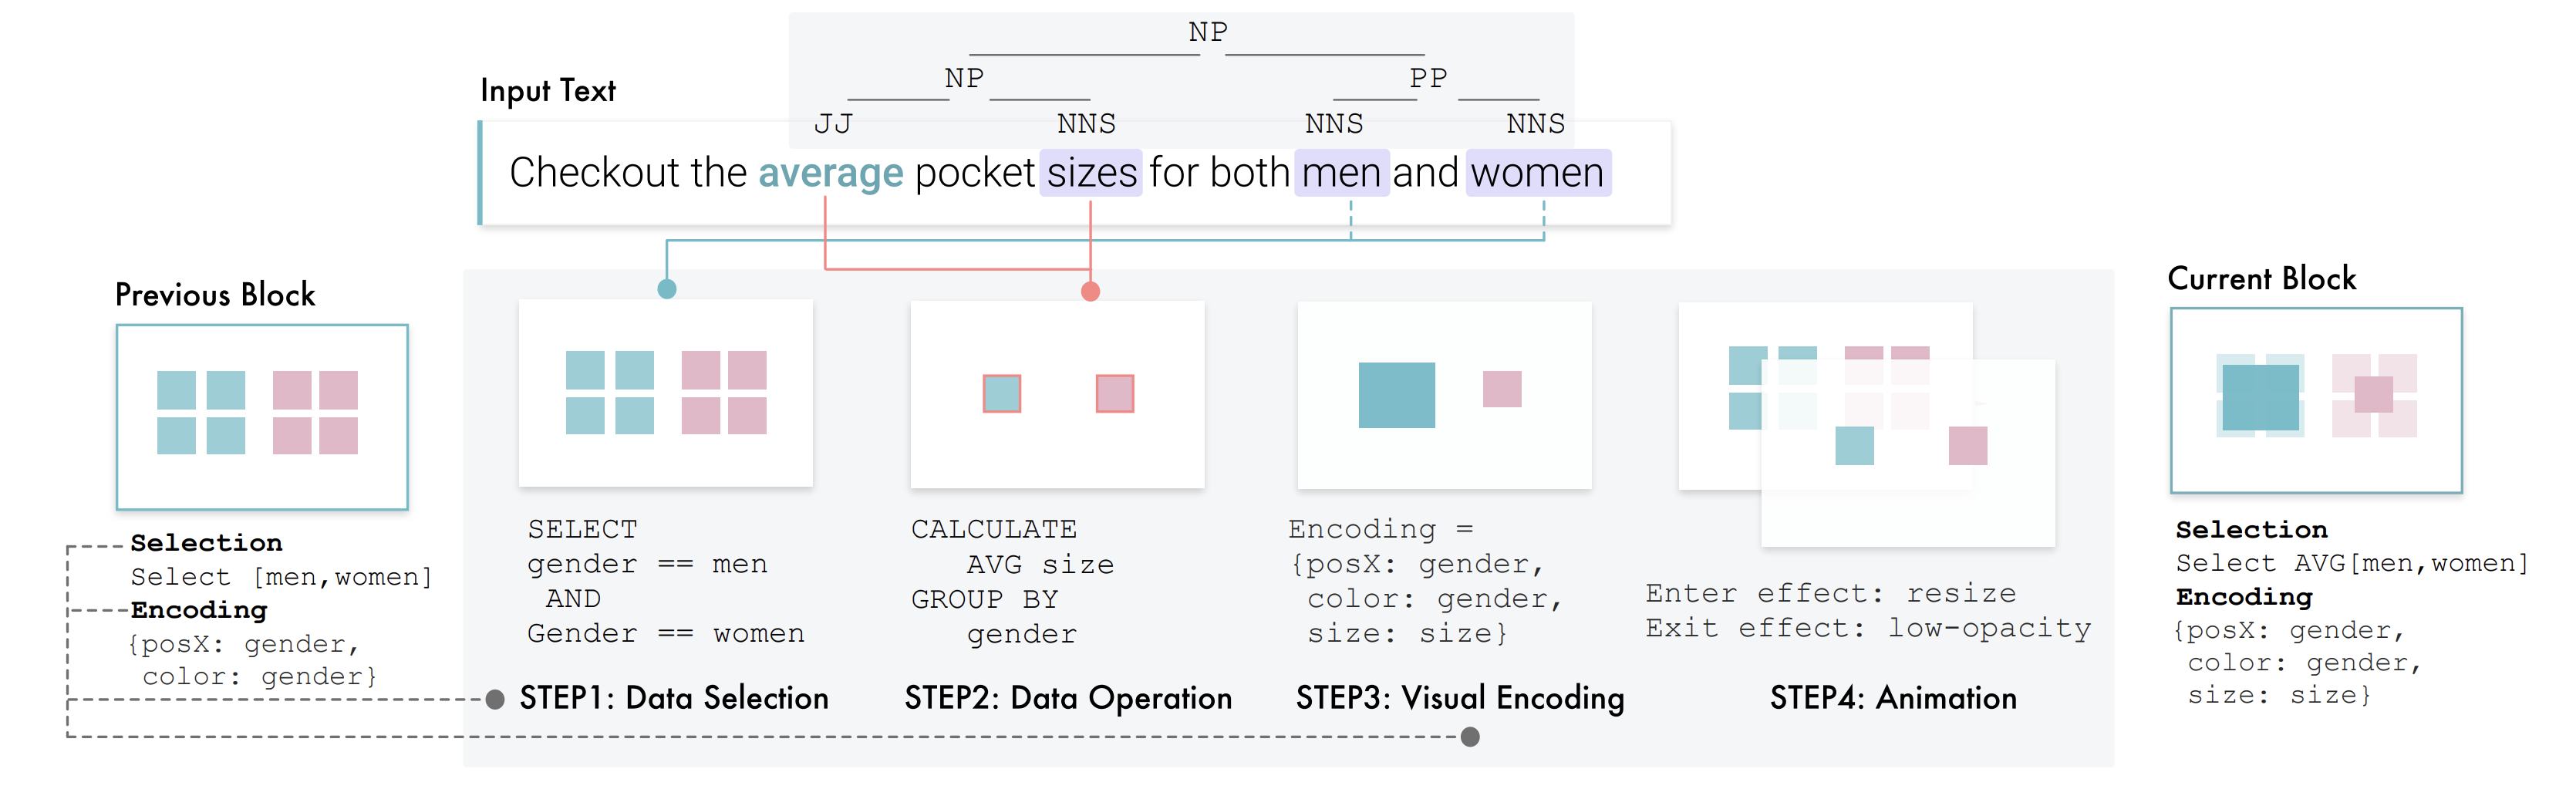 NP
NP PP
JJ NNS NNS NNS
Input Text
Checkout the average pocket sizes for both men and women
Previous Block
Selection
Select [men,women]
Encoding
{posX: gender,
color: gender}
SELECT
gender == men
AND
Gender == women
STEP1: Data Selection
CALCULATE
AVG size
GROUP BY
gender
STEP2: Data Operation
Encoding =
{posX: gender,
color: gender,
size: size}
STEP3: Visual Encoding
Enter effect: resize
Exit effect: low-opacity
STEP4: Animation
Current Block
Selection
Select AVG[men,women]
Encoding
{posX: gender,
color: gender,
size: size}